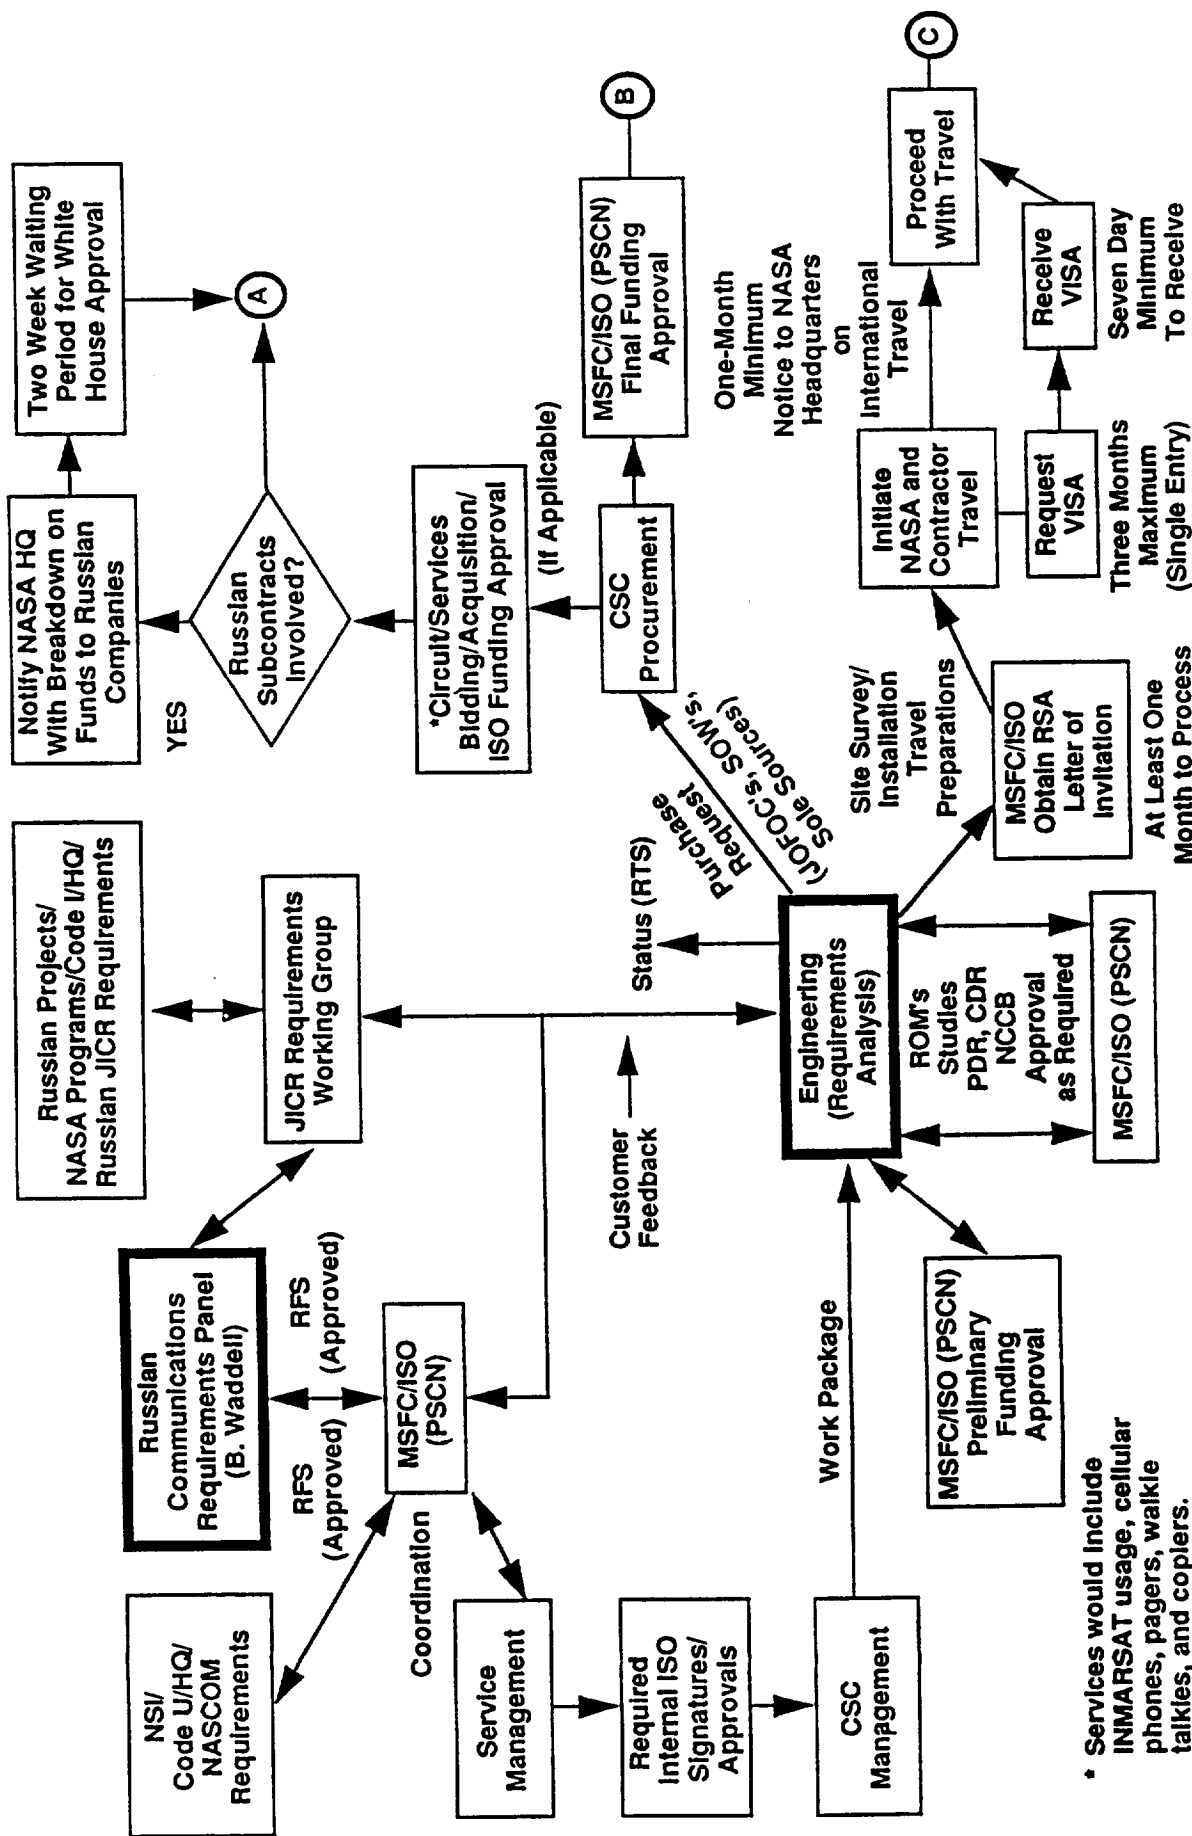 NSI/
Code U/HQ/
NASCOM
Requirements
Russian
Communications
Requirements Panel
(B. Waddell)
Russian Projects/
NASA Programs/Code I/HQ/
Russian JICR Requirements
JICR Requirements
Working Group
RFS
(Approved)
RFS
(Approved)
MSFC/ISO
(PSCN)
Coordination
Service
Management
Required
Internal ISO
Signatures/
Approvals
CSC
Management
Work Package
Customer
Feedback
Status (RTS)
Engineering
(Requirements
Analysis)
MSFC/ISO (PSCN)
Preliminary
Funding
Approval
ROM's
Studies
PDR, CDR
NCCB
Approval
as Required
MSFC/ISO (PSCN)
Purchase
Request
(JOFOC's, SOW's,
Sole Sources)
CSC
Procurement
(If Applicable)
*Circuit/Services
Bidding/Acquisition/
ISO Funding Approval
Russian
Subcontracts
Involved?
YES
Notify NASA HQ
With Breakdown on
Funds to Russian
Companies
Two Week Waiting
Period for White
House Approval
A
MSFC/ISO (PSCN)
Final Funding
Approval
B
Site Survey/
Installation
Travel
Preparations
MSFC/ISO
Obtain RSA
Letter of
Invitation
At Least One
Month to Process
Initiate
NASA and
Contractor
Travel
One-Month
Minimum
Notice to NASA
Headquarters
on
International
Travel
Request
VISA
Three Months
Maximum
(Single Entry)
Receive
VISA
Seven Day
Minimum
To Receive
Proceed
With Travel
C
* Services would include
INMARSAT usage, cellular
phones, pagers, walkie
talkies, and copiers.